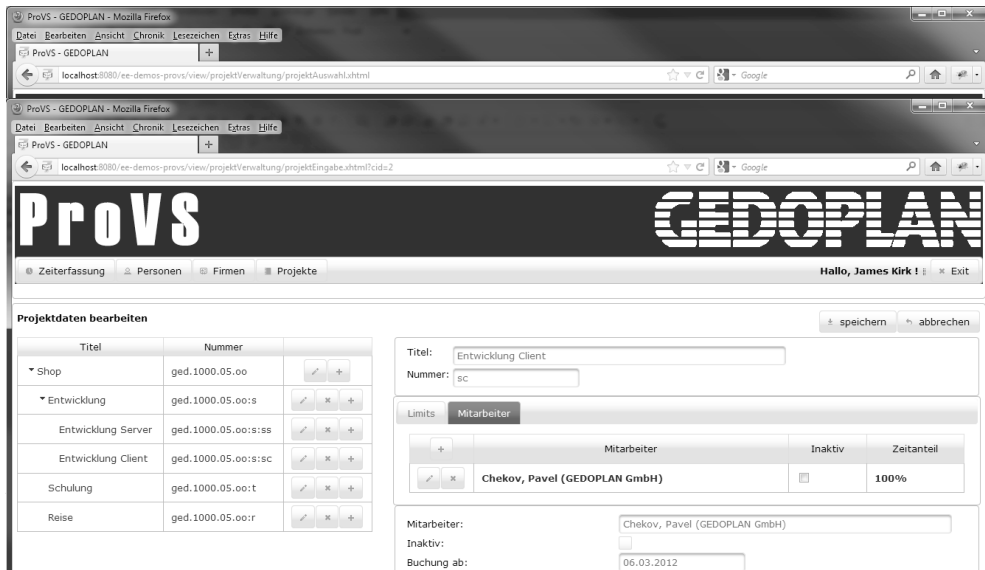 ProVS - GEDOPLAN - Mozilla Firefox
Datei Bearbeiten Ansicht Chronik Lesezeichen Extras Hilfe
ProVS - GEDOPLAN +
localhost:8080/ee-demos-provs/view/projektVerwaltung/projektAuswahl.xhtml Google
ProVS - GEDOPLAN - Mozilla Firefox
Datei Bearbeiten Ansicht Chronik Lesezeichen Extras Hilfe
ProVS - GEDOPLAN +
localhost:8080/ee-demos-provs/view/projektVerwaltung/projektEingabe.xhtml?cid=2 Google
ProVS GEDOPLAN
Zeiterfassung Personen Firmen Projekte Hallo, James Kirk ! Exit
Projektdaten bearbeiten speichern abbrechen
Titel Nummer
Shop ged.1000.05.oo
Entwicklung ged.1000.05.oo:s
Entwicklung Server ged.1000.05.oo:s:ss
Entwicklung Client ged.1000.05.oo:s:sc
Schulung ged.1000.05.oo:t
Reise ged.1000.05.oo:r
Titel: Entwicklung Client
Nummer: sc
Limits Mitarbeiter
+ Mitarbeiter Inaktiv Zeitanteil
Chekov, Pavel (GEDOPLAN GmbH) 100%
Mitarbeiter: Chekov, Pavel (GEDOPLAN GmbH)
Inaktiv:
Buchung ab: 06.03.2012